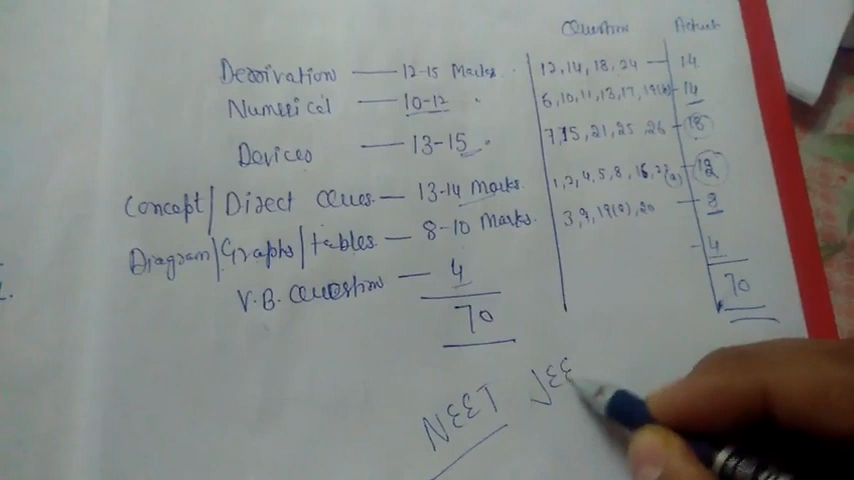 Question Actual
Derivation — 12-15 Marks. 12, 14, 18, 24 — 14
Numerical — 10-12 " 6, 10, 11, 13, 17, 19(b) - 14
Devices — 13-15 " 7, 15, 21, 25, 26 - 18
Concept / Direct Ques. — 13-14 Marks. 1, 2, 4, 5, 8, 16, 22(a) - 12
Diagram / Graphs / tables — 8-10 Marks. 3, 9, 19(a), 20 — 8
V.B. Question — 4 - 4
70 70
NEET JEE